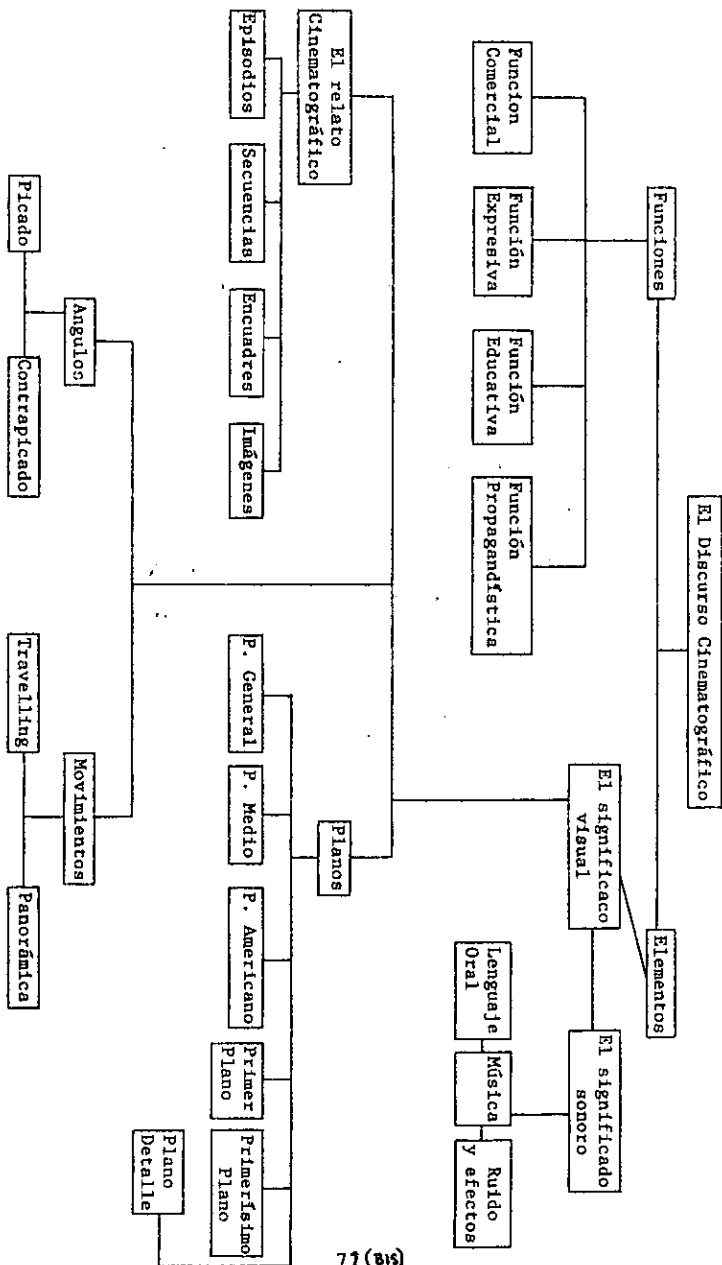 El Discurso Cinematográfico
Funciones
Elementos
Funcion
Comercial
Función
Expresiva
Función
Educativa
Función
Propagandística
El significaco
visual
El significado
sonoro
Lenguaje
Oral
Música
Ruido
y efectos
El relato
Cinematográfico
Planos
Episodios
Secuencias
Encuadres
Imágenes
P. General
P. Medio
P. Americano
Primer
Plano
Primerísimo
Plano
Plano
Detalle
Angulos
Movimientos
Picado
Contrapicado
Travelling
Panorámica
(BIS)